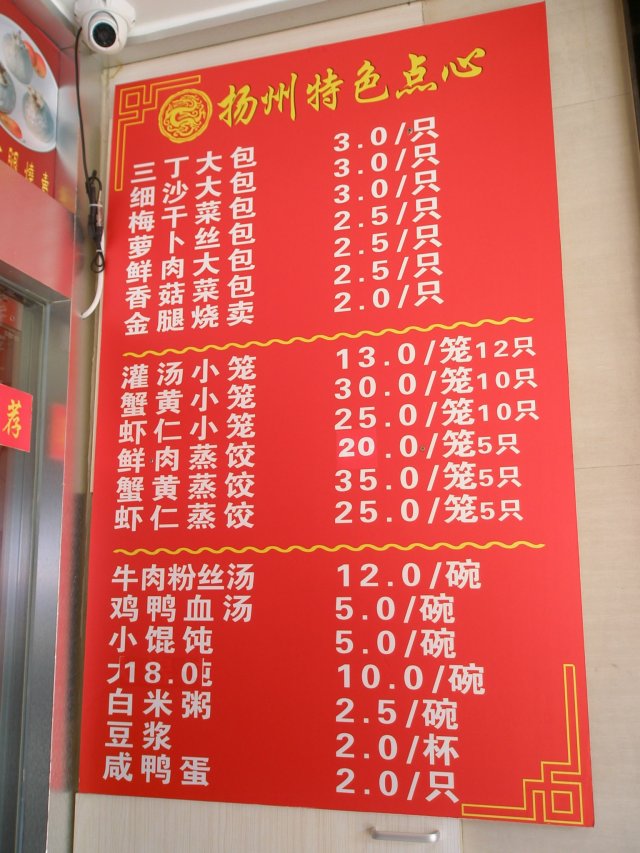 扬州特色点心
三丁大包 3.0/只
细沙大包 3.0/只
梅干菜包 3.0/只
萝卜丝包 2.5/只
鲜肉大包 2.5/只
香菇菜包 2.5/只
金腿烧卖 2.0/只
灌汤小笼 13.0/笼12只
蟹黄小笼 30.0/笼10只
虾仁小笼 25.0/笼10只
鲜肉蒸饺 20.0/笼5只
蟹黄蒸饺 35.0/笼5只
虾仁蒸饺 25.0/笼5只
牛肉粉丝汤 12.0/碗
鸡鸭血汤 5.0/碗
小馄饨 5.0/碗
18.0 10.0/碗
白米粥 2.5/碗
豆浆 2.0/杯
咸鸭蛋 2.0/只
荐